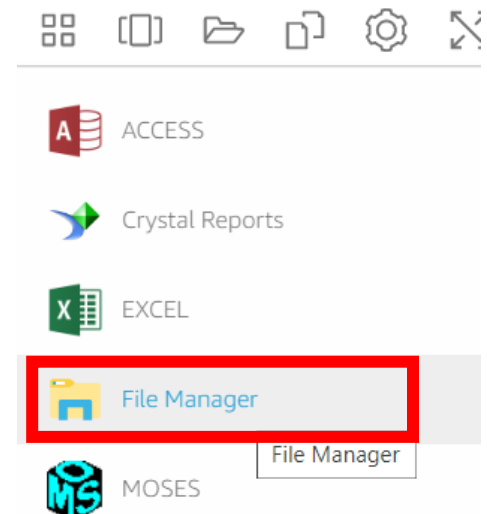 ACCESS
Crystal Reports
EXCEL
File Manager
File Manager
MOSES